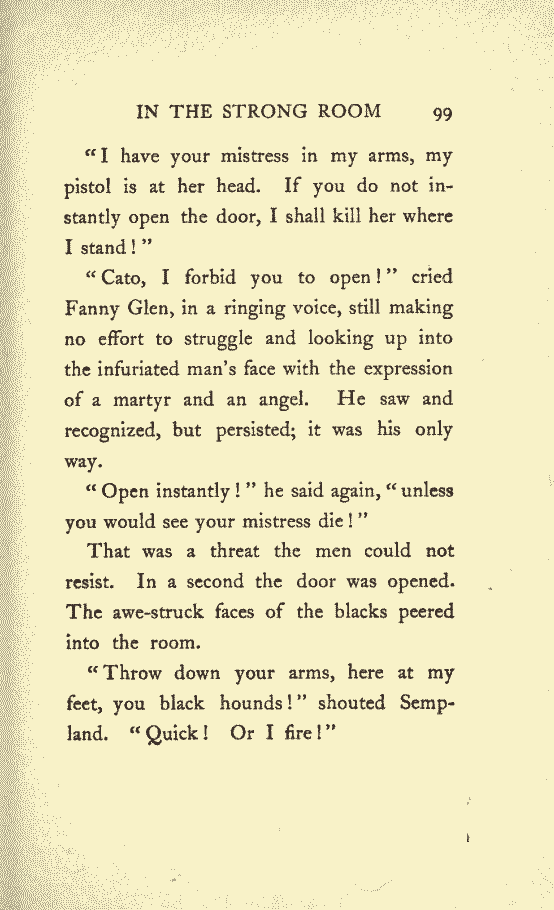 IN THE STRONG ROOM 99
"I have your mistress in my arms, my
pistol is at her head. If you do not in-
stantly open the door, I shall kill her where
I stand!"
"Cato, I forbid you to open!" cried
Fanny Glen, in a ringing voice, still making
no effort to struggle and looking up into
the infuriated man's face with the expression
of a martyr and an angel. He saw and
recognized, but persisted; it was his only
way.
"Open instantly!" he said again, "unless
you would see your mistress die!"
That was a threat the men could not
resist. In a second the door was opened.
The awe-struck faces of the blacks peered
into the room.
"Throw down your arms, here at my
feet, you black hounds!" shouted Semp-
land. "Quick! Or I fire!"